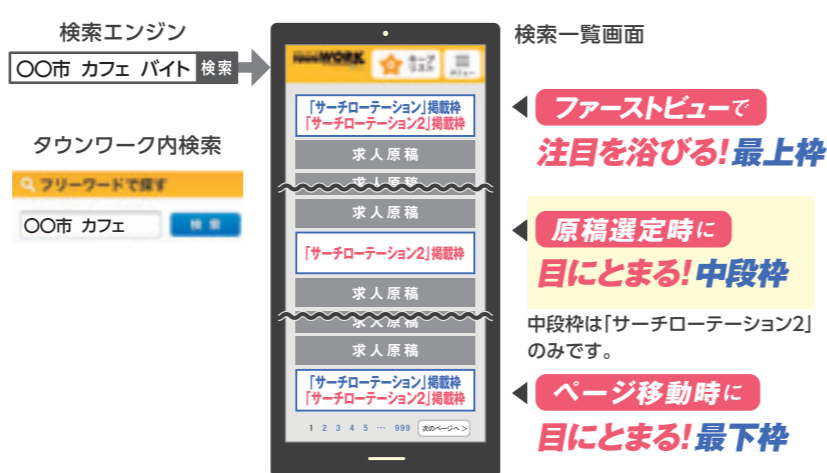 検索エンジン
〇〇市 カフェ バイト 検索
タウンワーク内検索
フリーワードで探す
〇〇市 カフェ 検索
検索一覧画面
WORK
キープ
リスト
メニュー
「サーチローテーション」掲載枠
「サーチローテーション2」掲載枠
求人原稿
求人原稿
求人原稿
「サーチローテーション2」掲載枠
求人原稿
求人原稿
求人原稿
「サーチローテーション」掲載枠
「サーチローテーション2」掲載枠
1 2 3 4 5 … 999 次のページへ >
ファーストビューで
注目を浴びる!最上枠
原稿選定時に
目にとまる!中段枠
中段枠は「サーチローテーション2」
のみです。
ページ移動時に
目にとまる!最下枠